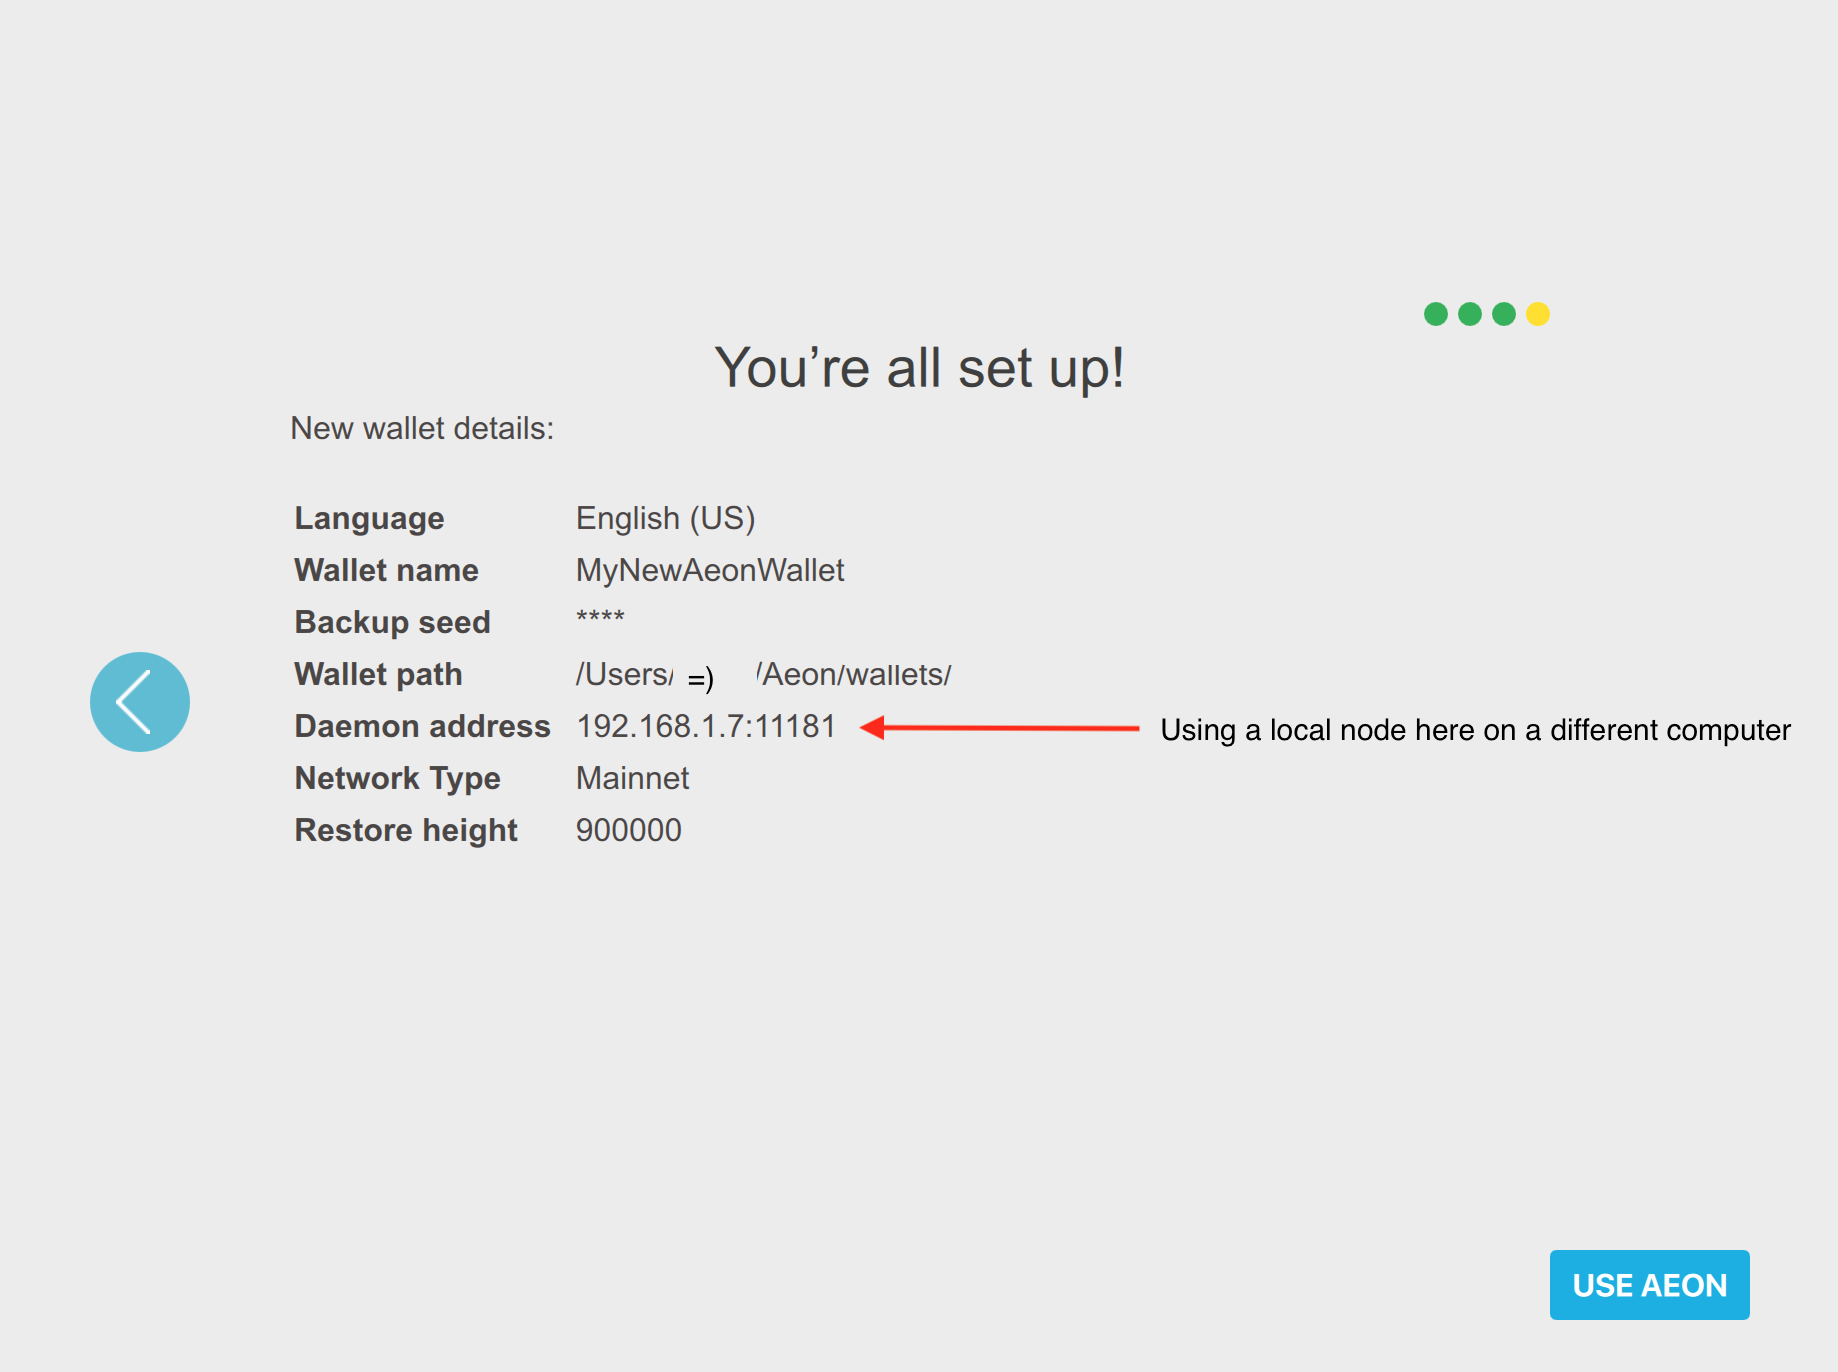 You’re all set up!
New wallet details:
Language English (US)
Wallet name MyNewAeonWallet
Backup seed ****
Wallet path /Users/ =) /Aeon/wallets/
Daemon address 192.168.1.7:11181 Using a local node here on a different computer
Network Type Mainnet
Restore height 900000
USE AEON